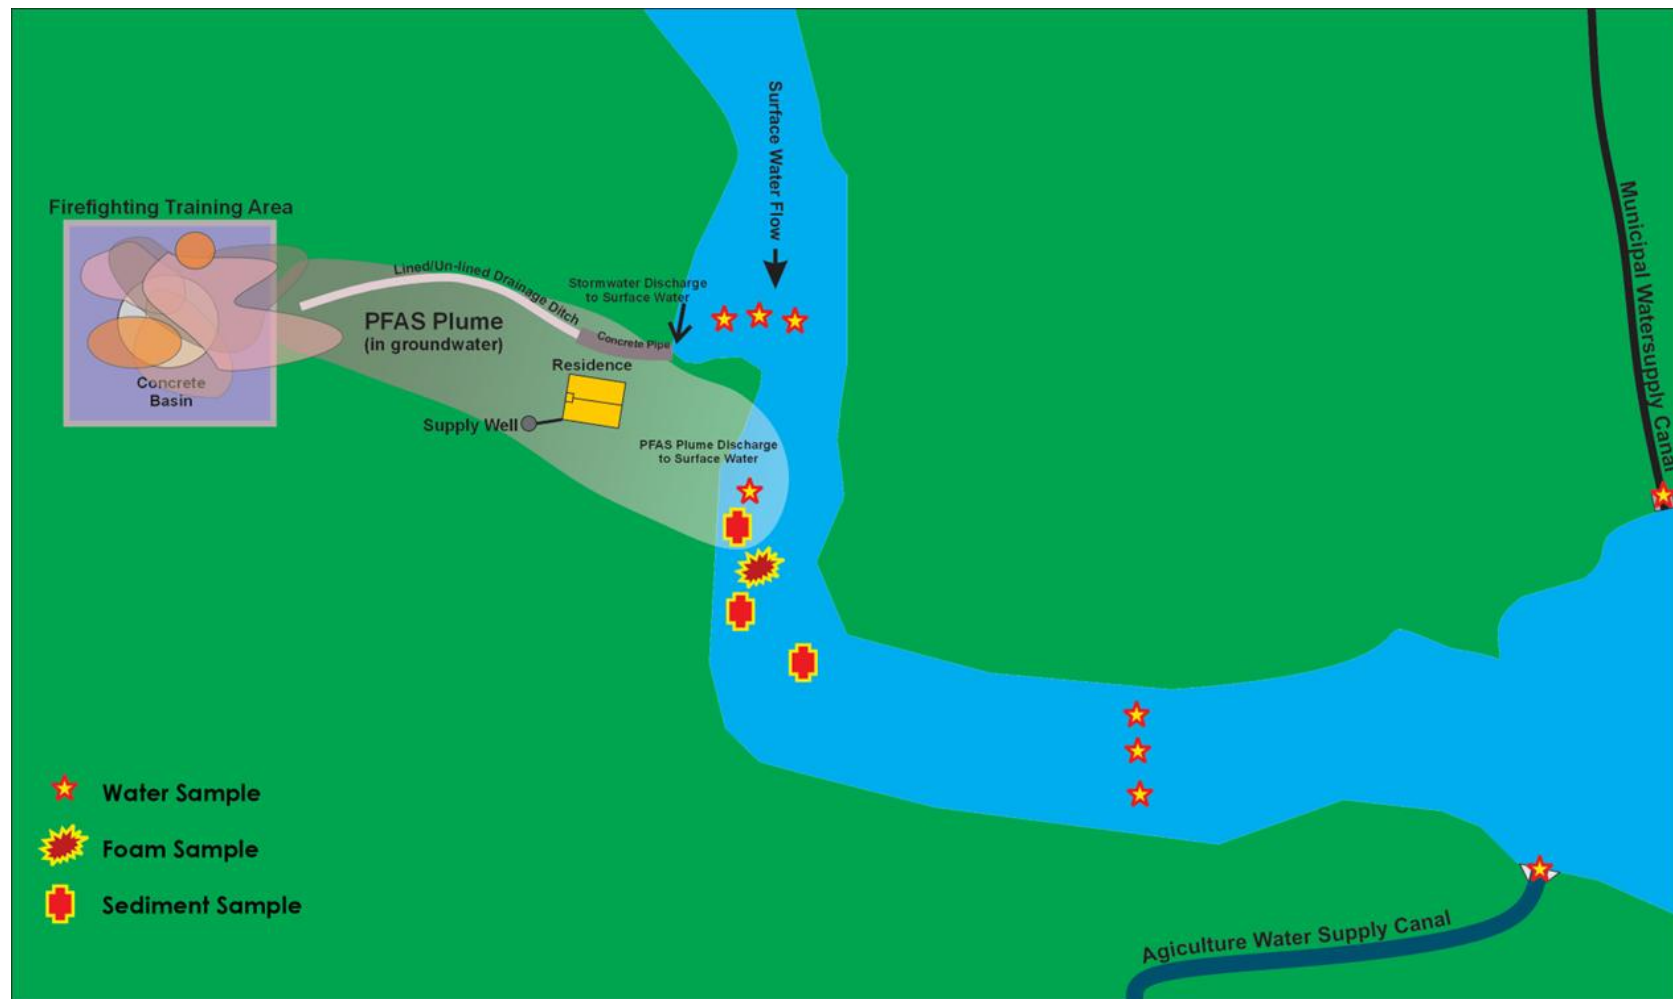 Surface Water Flow
Municipal Watersupply Canal
Firefighting Training Area
Lined/Un-lined Drainage Ditch
Stormwater Discharge
to Surface Water
PFAS Plume
(in groundwater)
Concrete Pipe
Residence
Concrete
Basin
Supply Well
PFAS Plume Discharge
to Surface Water
Water Sample
Foam Sample
Sediment Sample
Agiculture Water Supply Canal